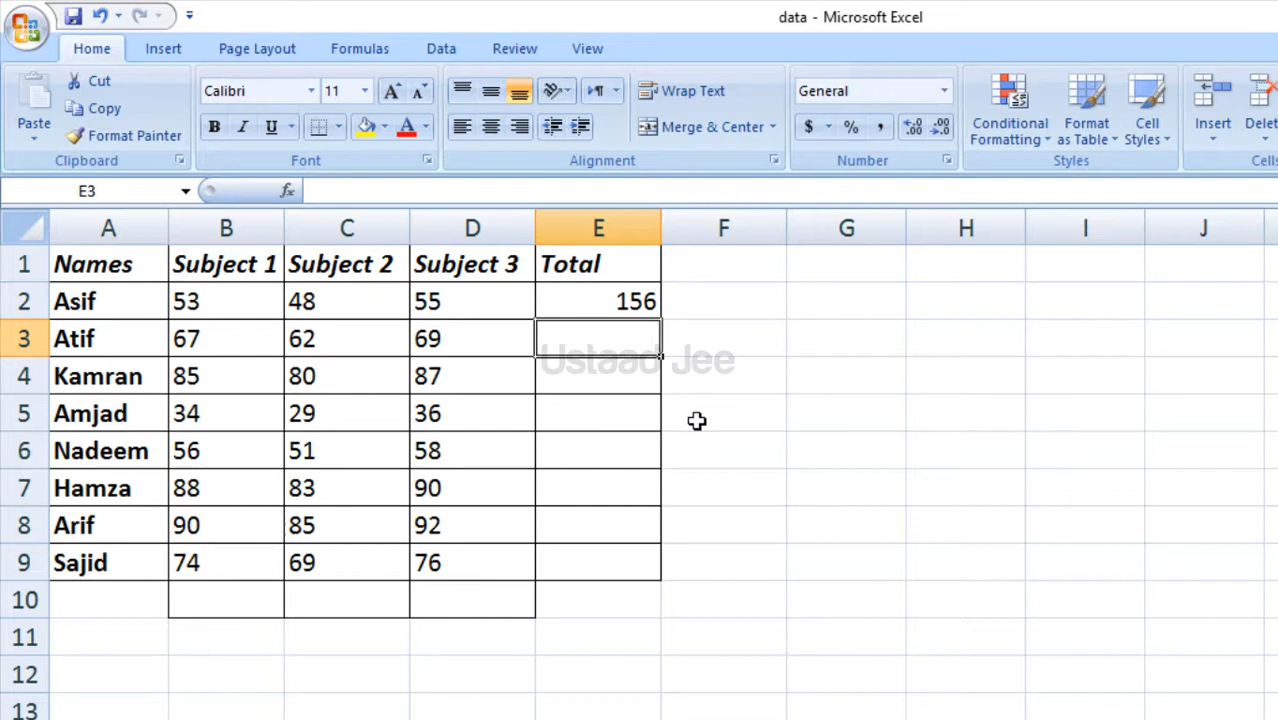 data - Microsoft Excel
Home Insert Page Layout Formulas Data Review View
Cut
Copy
Format Painter
Paste
Clipboard
Calibri 11
B I U
Font
Wrap Text
Merge & Center
Alignment
General
$ % ,
Number
Conditional Formatting
Format as Table
Cell Styles
Styles
Insert
Delet
Cells
E3 fx
A B C D E F G H I J
1 Names Subject 1 Subject 2 Subject 3 Total
2 Asif 53 48 55 156
3 Atif 67 62 69
Ustaad Jee
4 Kamran 85 80 87
5 Amjad 34 29 36
6 Nadeem 56 51 58
7 Hamza 88 83 90
8 Arif 90 85 92
9 Sajid 74 69 76
10
11
12
13